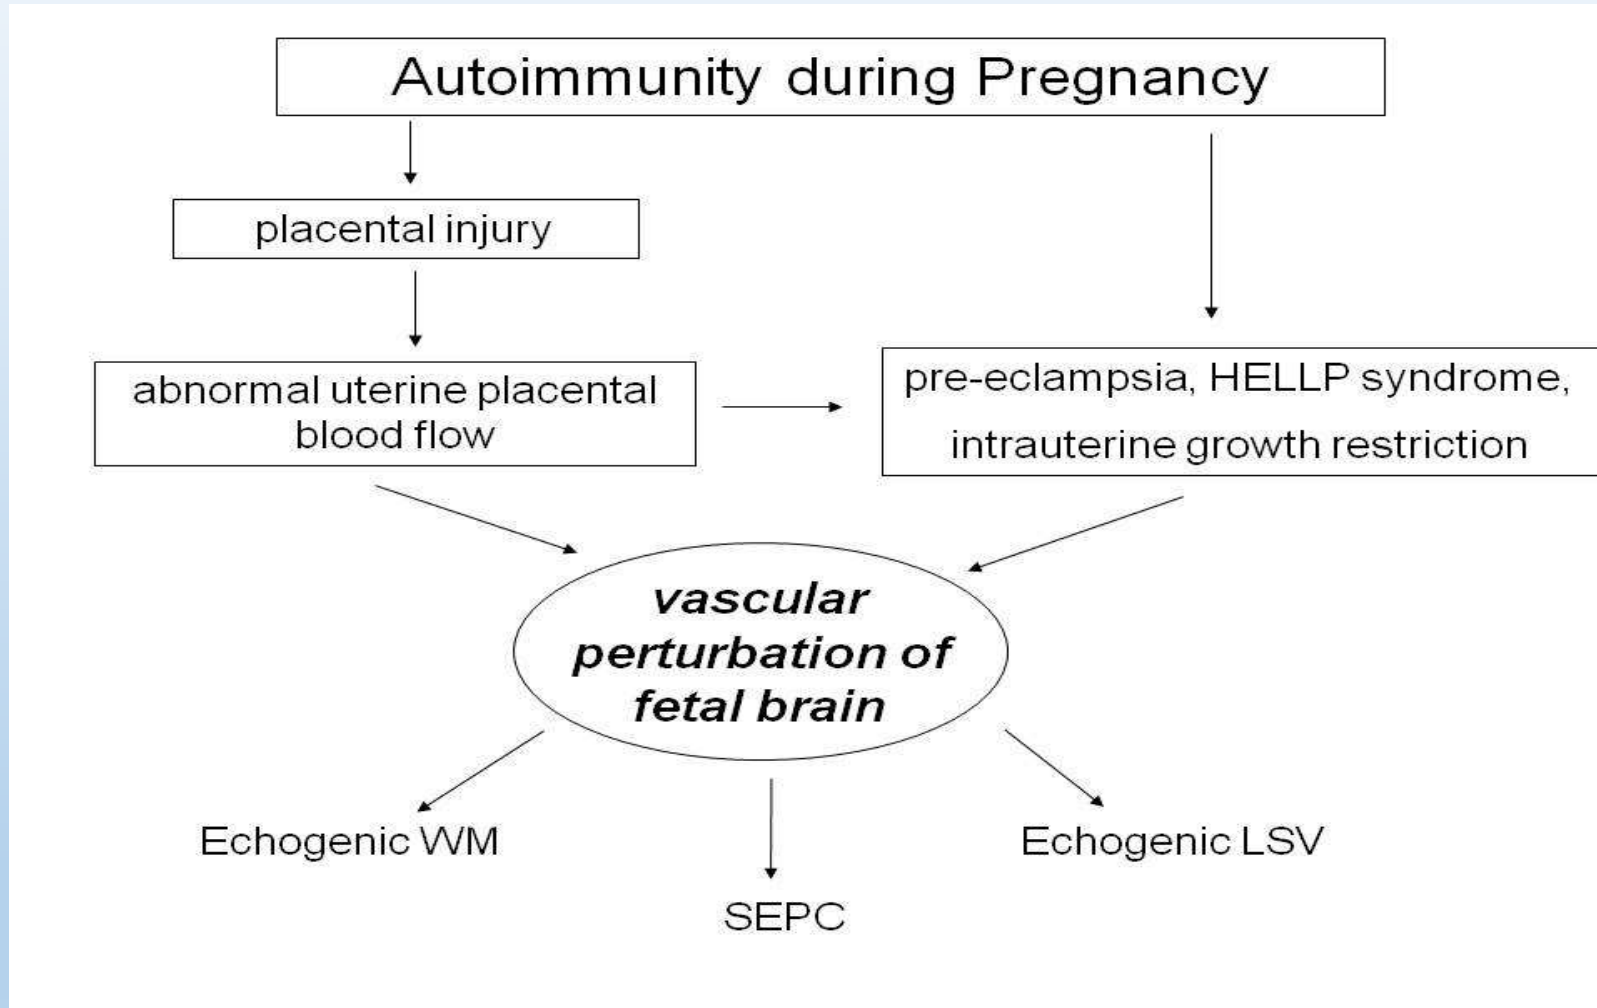 Autoimmunity during Pregnancy
placental injury
abnormal uterine placental
blood flow
pre-eclampsia, HELLP syndrome,
intrauterine growth restriction
vascular
perturbation of
fetal brain
Echogenic WM
Echogenic LSV
SEPC